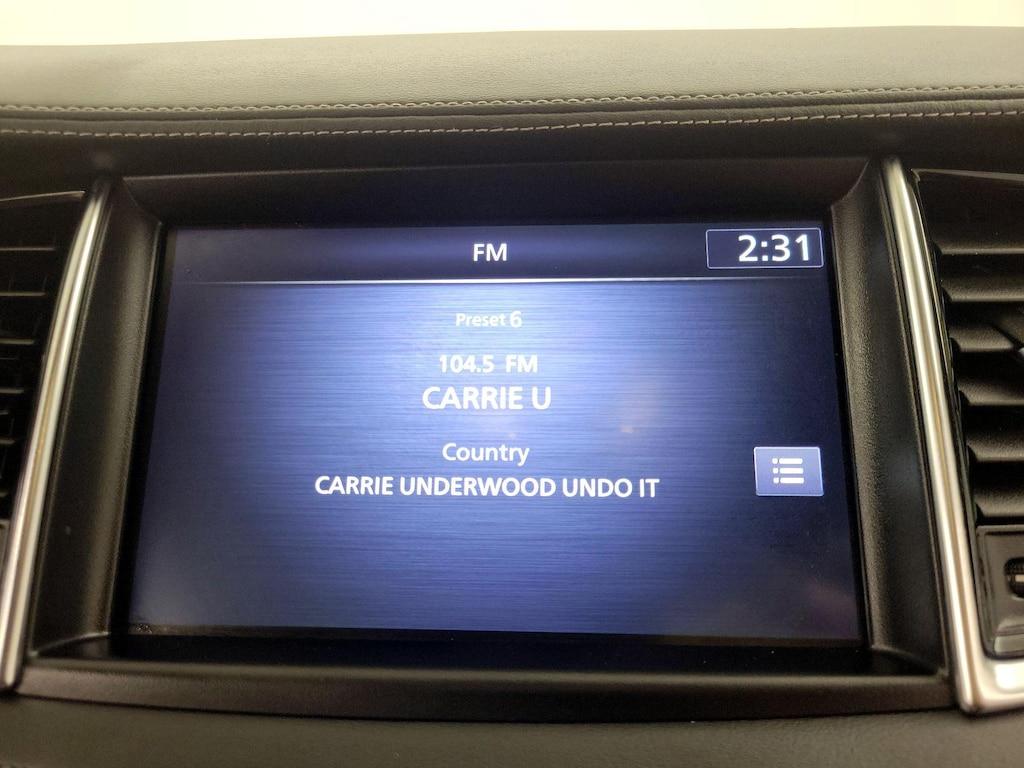 FM
2:31
Preset 6
104.5 FM
CARRIE U
Country
CARRIE UNDERWOOD UNDO IT